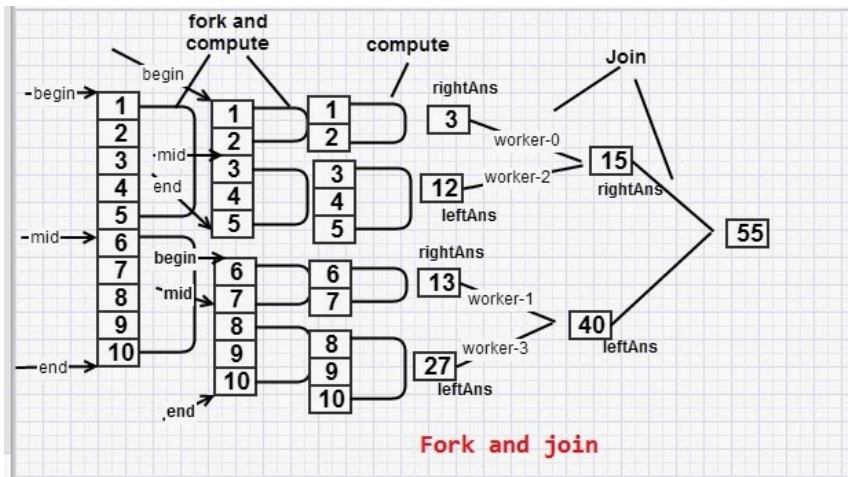 fork and
compute
compute
Join
begin
begin
rightAns
1
2
3
4
5
6
7
8
9
10
mid
end
1
2
3
4
5
mid
end
1
2
3
4
5
3
worker-0
12
worker-2
leftAns
15
rightAns
55
begin
mid
end
6
7
8
9
10
6
7
8
9
10
rightAns
13
worker-1
27
worker-3
leftAns
40
leftAns
Fork and join